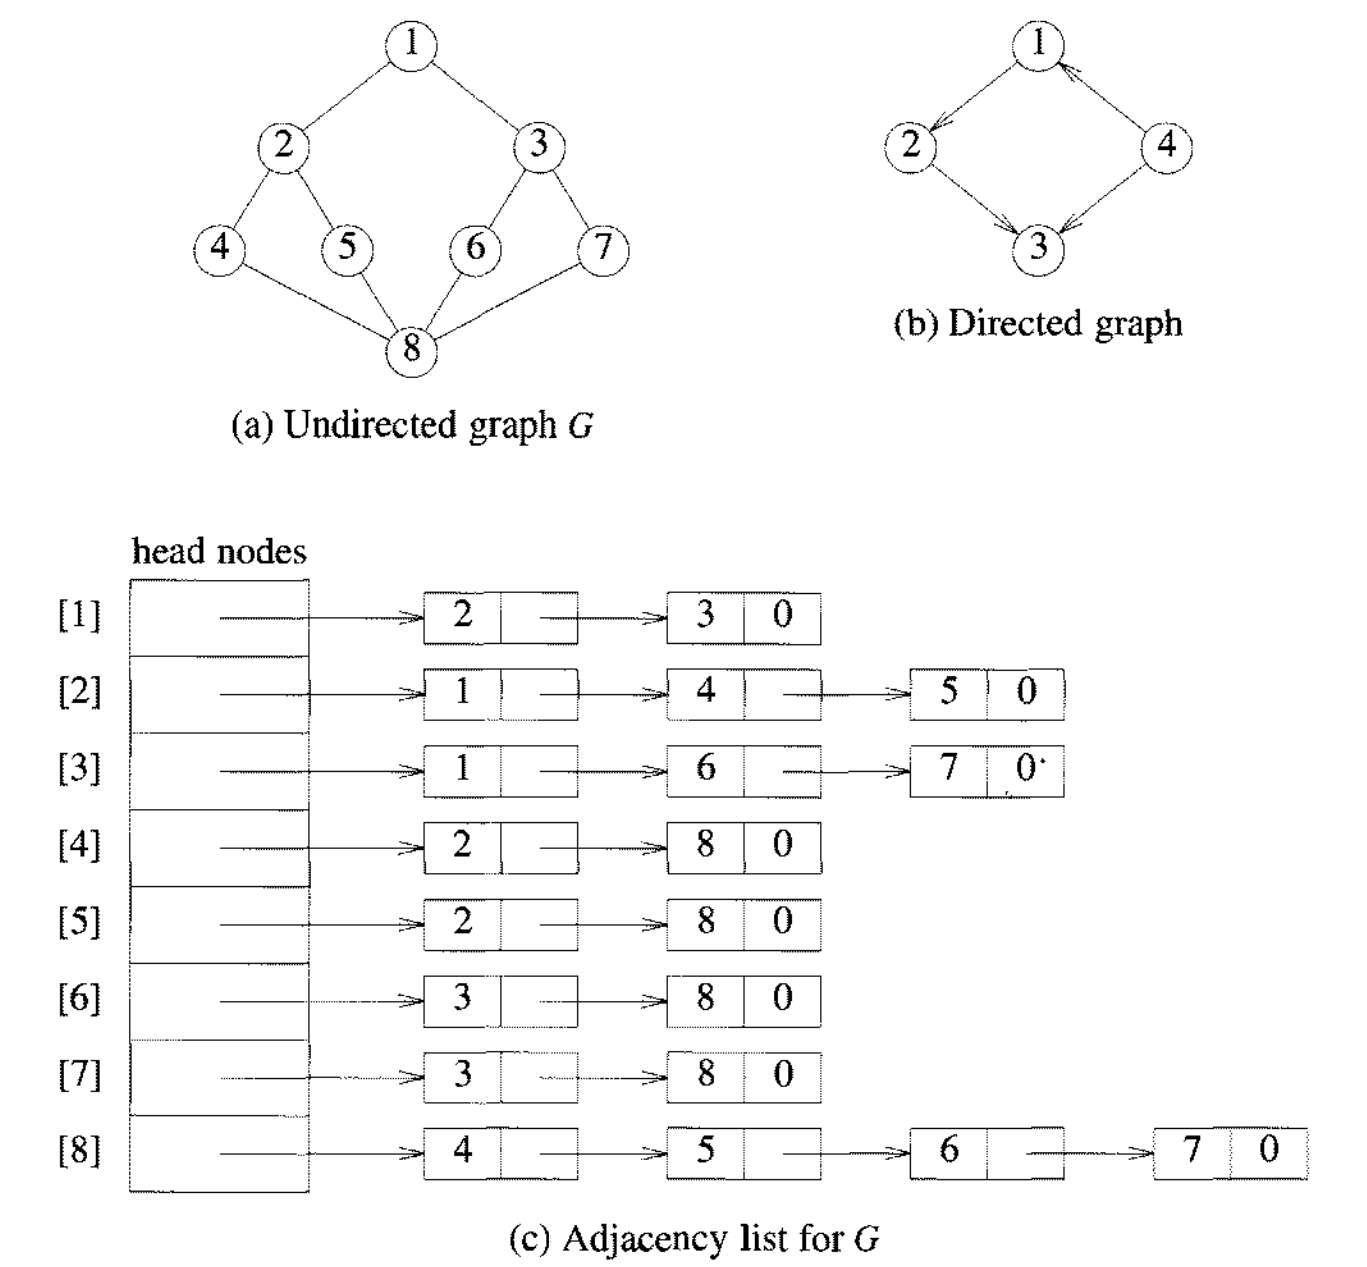 1
2 3
4 5 6 7
8
(a) Undirected graph G
1
2 4
3
(b) Directed graph
head nodes
[1] 2 3 0
[2] 1 4 5 0
[3] 1 6 7 0
[4] 2 8 0
[5] 2 8 0
[6] 3 8 0
[7] 3 8 0
[8] 4 5 6 7 0
(c) Adjacency list for G